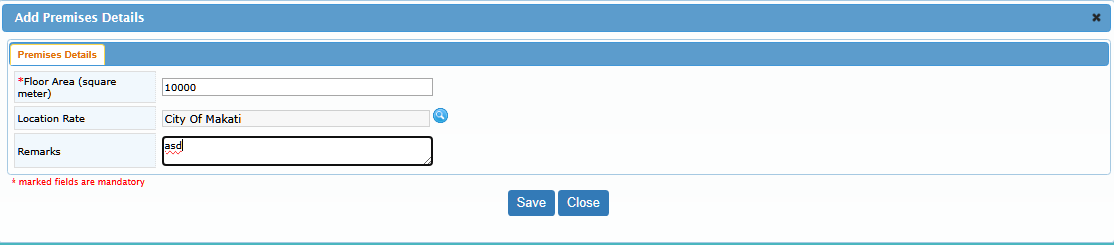 Add Premises Details
Premises Details
*Floor Area (square
meter)
10000
Location Rate
City Of Makati
Remarks
asd
* marked fields are mandatory
Save
Close